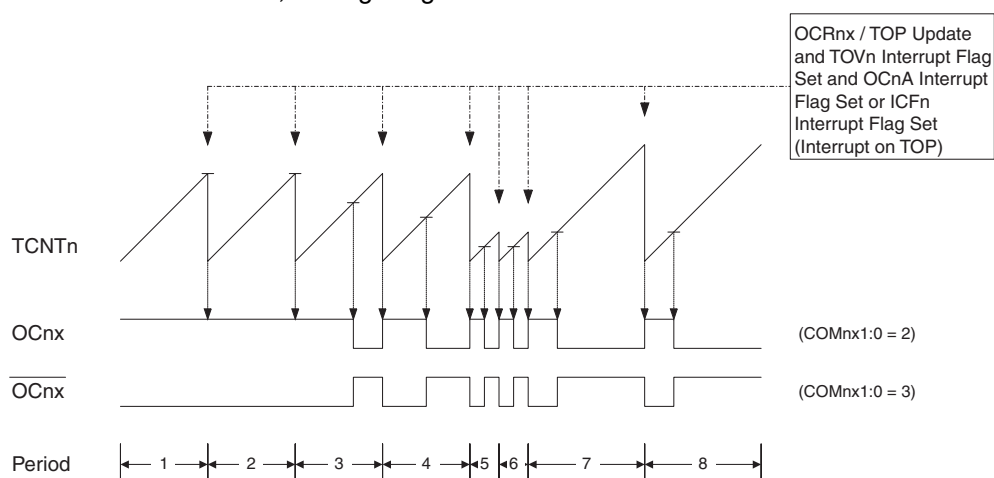 OCRnx / TOP Update
and TOVn Interrupt Flag
Set and OCnA Interrupt
Flag Set or ICFn
Interrupt Flag Set
(Interrupt on TOP)
TCNTn
OCnx
(COMnx1:0 = 2)
OCnx
(COMnx1:0 = 3)
Period 1 2 3 4 5 6 7 8